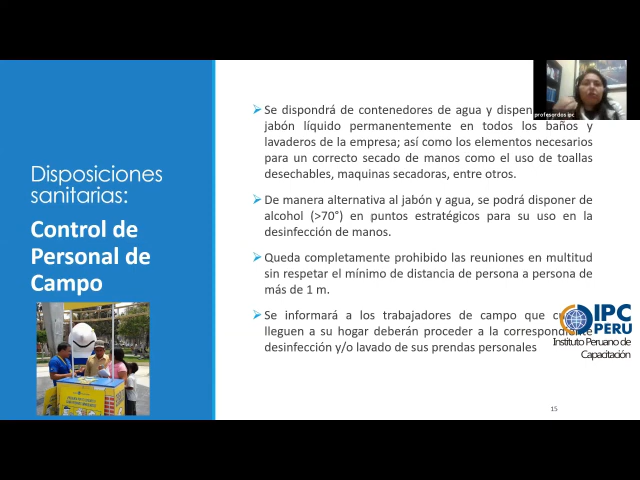 Disposiciones
sanitarias:
Control de
Personal de
Campo
Se dispondrá de contenedores de agua y
jabón líquido permanentemente en todos los baños y
lavaderos de la empresa; así como los elementos necesarios
para un correcto secado de manos como el uso de toallas
desechables, maquinas secadoras, entre otros.
De manera alternativa al jabón y agua, se podrá disponer de
alcohol (>70°) en puntos estratégicos para su uso en la
desinfección de manos.
Queda completamente prohibido las reuniones en multitud
sin respetar el mínimo de distancia de persona a persona de
más de 1 m.
Se informará a los trabajadores de campo que
lleguen a su hogar deberán proceder a la correspondiente
desinfección y/o lavado de sus prendas personales
profesordos ipc
IPC
PERU
Instituto Peruano de
Capacitación
15